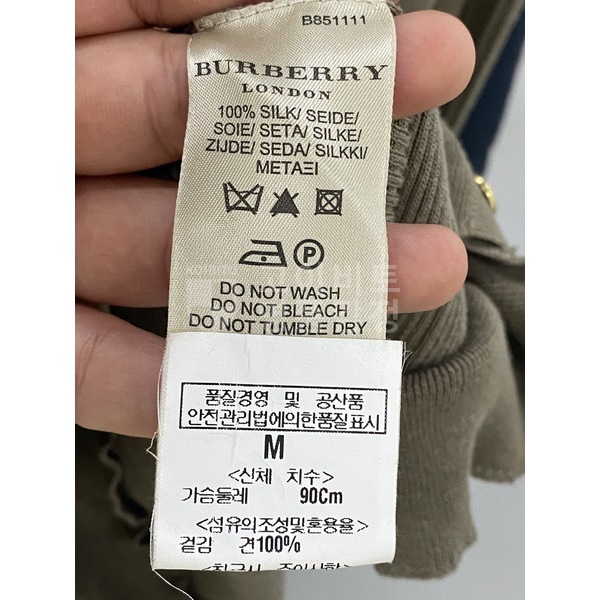 B851111
BURBERRY
LONDON
100% SILK/ SEIDE/
SOIE/ SETA/ SILKE/
ZIJDE/ SEDA/ SILKKI/
ΜΕΤΑΞΙ
P
DO NOT WASH
DO NOT BLEACH
DO NOT TUMBLE DRY
품질경영 및 공산품
안전관리법에의한품질표시
M
<신체 치수>
가슴둘레 90Cm
<섬유의조성및혼용율>
겉감 견100%